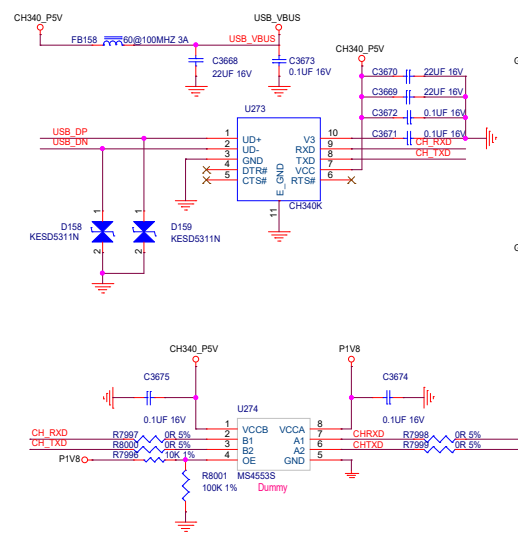 CH340_P5V
USB_VBUS
FB158
60@100MHZ 3A
USB_VBUS
C3668
22UF 16V
C3673
0.1UF 16V
CH340_P5V
C3670
22UF 16V
C3669
22UF 16V
C3672
0.1UF 16V
C3671
0.1UF 16V
U273
USB_DP
USB_DN
1
2
3
4
5
UD+
UD-
GND
DTR#
CTS#
E_GND
11
V3
RXD
TXD
VCC
RTS#
10
9
8
7
6
CH_RXD
CH_TXD
CH340K
D158
KESD5311N
1
2
D159
KESD5311N
1
2
CH340_P5V
P1V8
C3675
0.1UF 16V
C3674
0.1UF 16V
U274
1
2
3
4
VCCB
B1
B2
OE
VCCA
A1
A2
GND
8
7
6
5
CH_RXD
CH_TXD
R7997
0R 5%
R8000
0R 5%
P1V8
R7996
10K 1%
CHRXD
CHTXD
R7998
0R 5%
R7999
0R 5%
R8001
100K 1%
MS4553S
Dummy